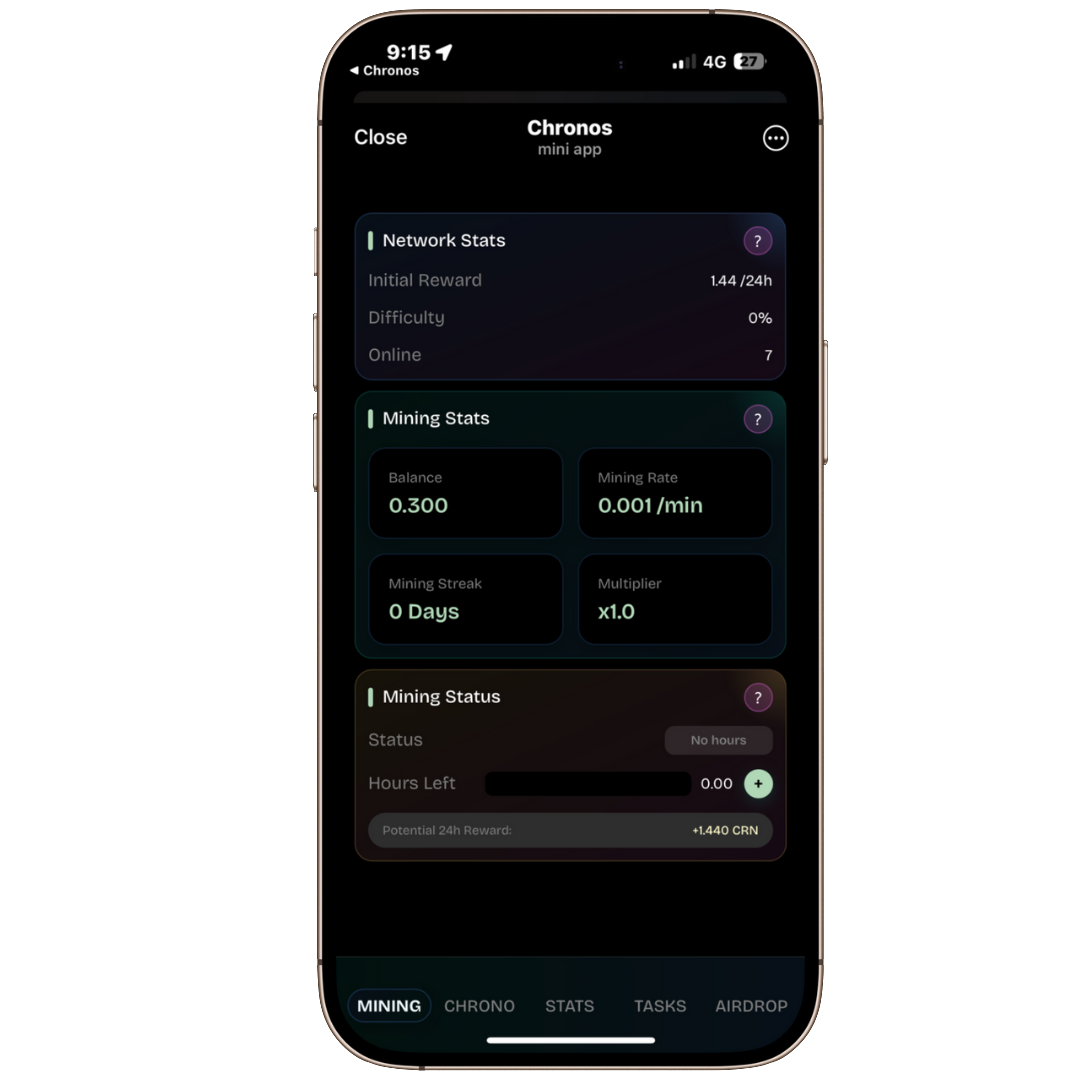 9:15
4G 27
◀ Chronos
Close
Chronos
mini app
Network Stats
?
Initial Reward
1.44 /24h
Difficulty
0%
Online
7
Mining Stats
?
Balance
0.300
Mining Rate
0.001 /min
Mining Streak
0 Days
Multiplier
x1.0
Mining Status
?
Status
No hours
Hours Left
0.00
+
Potential 24h Reward:
+1.440 CRN
MINING
CHRONO
STATS
TASKS
AIRDROP